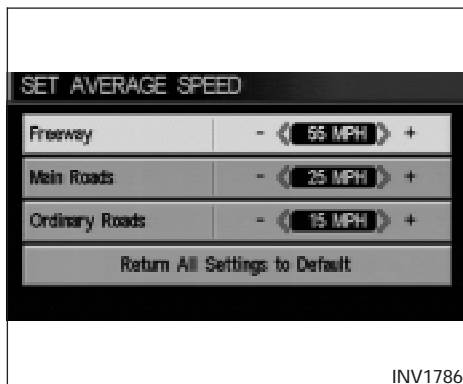 SET AVERAGE SPEED
Freeway - 55 MPH +
Main Roads - 25 MPH +
Ordinary Roads - 15 MPH +
Return All Settings to Default
INV1786